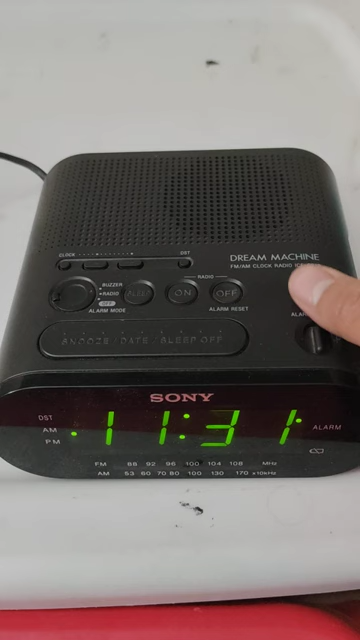 CLOCK
DST
DREAM MACHINE
FM/AM CLOCK RADIO
RADIO
BUZZER
RADIO
OFF
ALARM MODE
SLEEP
ON
OFF
ALARM RESET
SNOOZE / DATE / SLEEP OFF
SONY
DST
AM
PM
11:31
ALARM
FM 88 92 96 100 104 108 MHz
AM 53 60 70 80 100 130 170 x10kHz